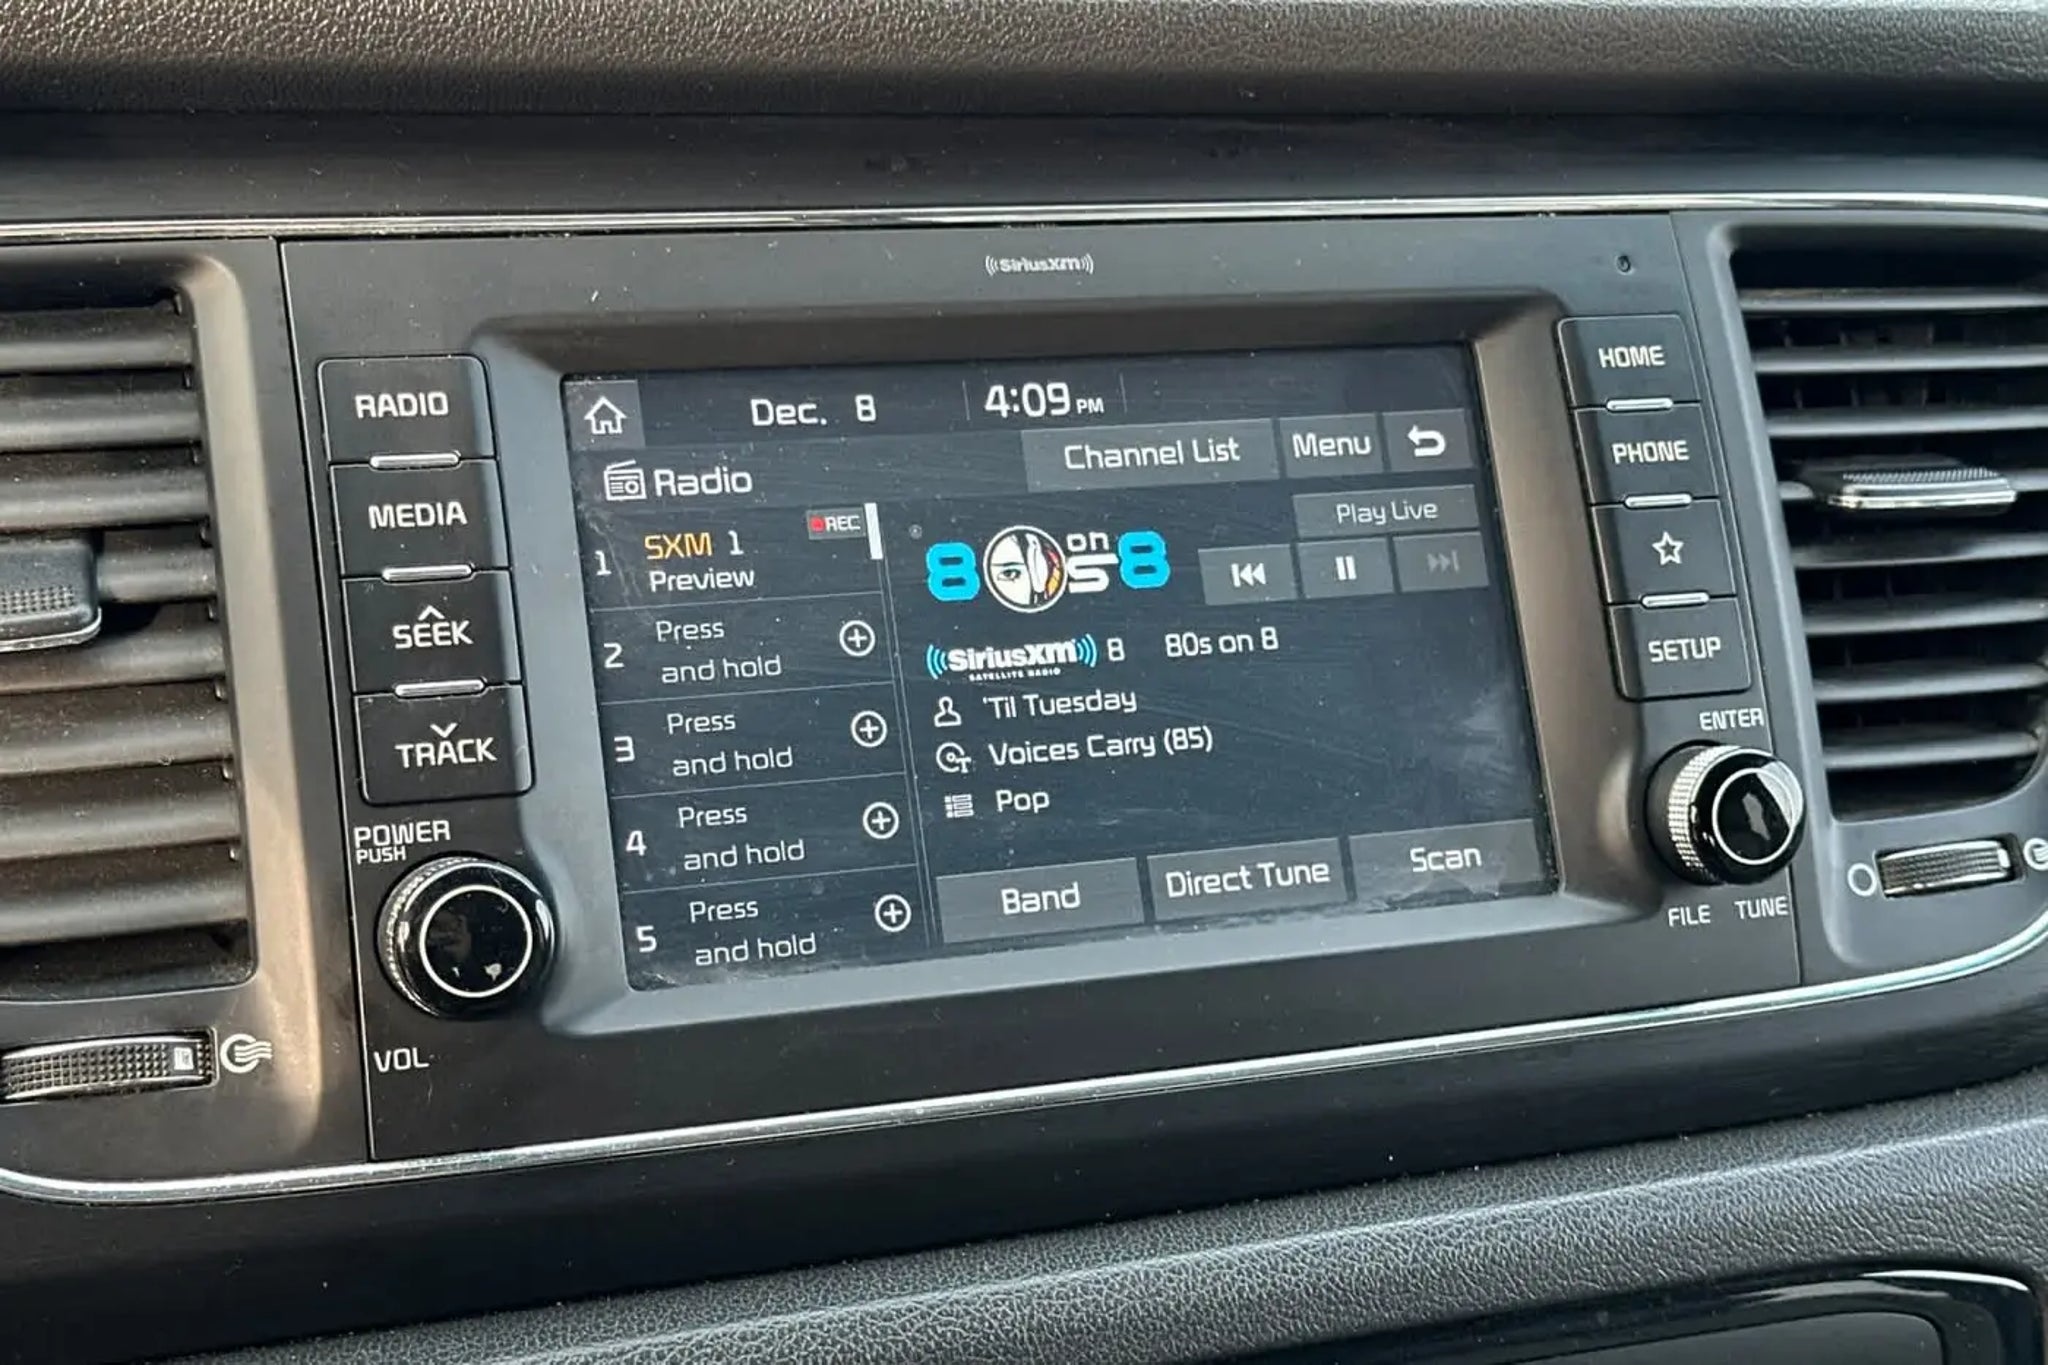 SiriusXM
RADIO
MEDIA
SEEK
TRACK
POWER
PUSH
VOL
Dec. 8
4:09 PM
Channel List
Menu
Radio
1
SXM 1
REC
Preview
2
Press
and hold
3
Press
and hold
4
Press
and hold
5
Press
and hold
Play Live
80s on 8
SiriusXM
SATELLITE RADIO
8
80s on 8
'Til Tuesday
Voices Carry (85)
Pop
Band
Direct Tune
Scan
HOME
PHONE
SETUP
ENTER
FILE
TUNE